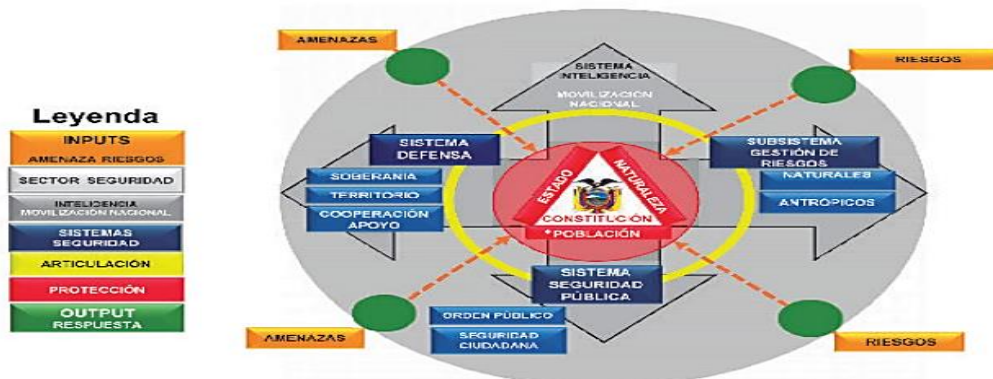 Leyenda
INPUTS
AMENAZA RIESGOS
SECTOR SEGURIDAD
INTELIGENCIA
MOVILIZACIÓN NACIONAL
SISTEMAS
SEGURIDAD
ARTICULACIÓN
PROTECCIÓN
OUTPUT
RESPUESTA
AMENAZAS
RIESGOS
SISTEMA
INTELIGENCIA
MOVILIZACIÓN
NACIONAL
SISTEMA
DEFENSA
SOBERANÍA
TERRITORIO
COOPERACIÓN
APOYO
SUBSISTEMA
GESTIÓN DE
RIESGOS
NATURALES
ANTRÓPICOS
ESTADO
NATURALEZA
CONSTITUCIÓN
*POBLACIÓN
SISTEMA
SEGURIDAD
PÚBLICA
ORDEN PÚBLICO
SEGURIDAD
CIUDADANA
AMENAZAS
RIESGOS